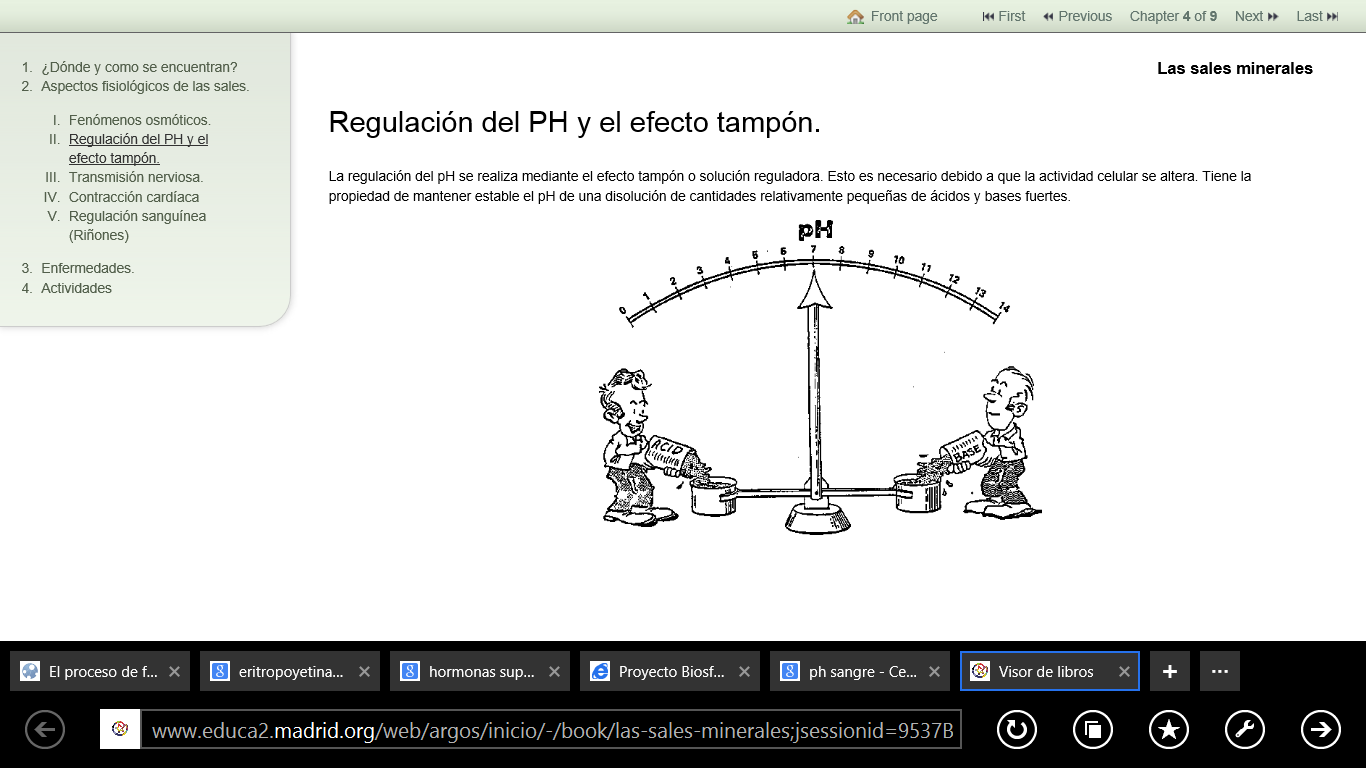 Front page
First
Previous
Chapter 4 of 9
Next
Last
1. ¿Dónde y como se encuentran?
2. Aspectos fisiológicos de las sales.
I. Fenómenos osmóticos.
II. Regulación del PH y el
efecto tampón.
III. Transmisión nerviosa.
IV. Contracción cardíaca
V. Regulación sanguínea
(Riñones)
3. Enfermedades.
4. Actividades
Las sales minerales
Regulación del PH y el efecto tampón.
La regulación del pH se realiza mediante el efecto tampón o solución reguladora. Esto es necesario debido a que la actividad celular se altera. Tiene la
propiedad de mantener estable el pH de una disolución de cantidades relativamente pequeñas de ácidos y bases fuertes.
pH
0 1 2 3 4 5 6 7 8 9 10 11 12 13 14
ACID
BASE
El proceso de f...
eritropoyetina...
hormonas sup...
Proyecto Biosf...
ph sangre - Ce...
Visor de libros
www.educa2.madrid.org/web/argos/inicio/-/book/las-sales-minerales;jsessionid=9537B